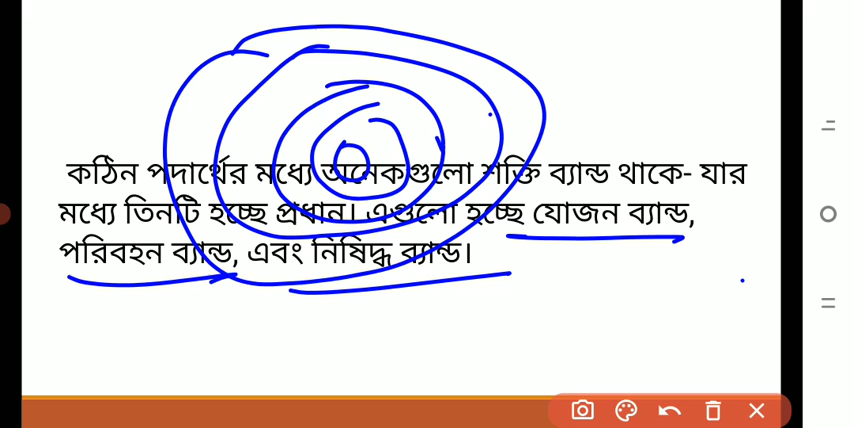 কঠিন পদার্থের মধ্যে অনেকগুলো শক্তি ব্যান্ড থাকে- যার
মধ্যে তিনটি হচ্ছে প্রধান। এগুলো হচ্ছে যোজন ব্যান্ড,
পরিবহন ব্যান্ড, এবং নিষিদ্ধ ব্যান্ড।